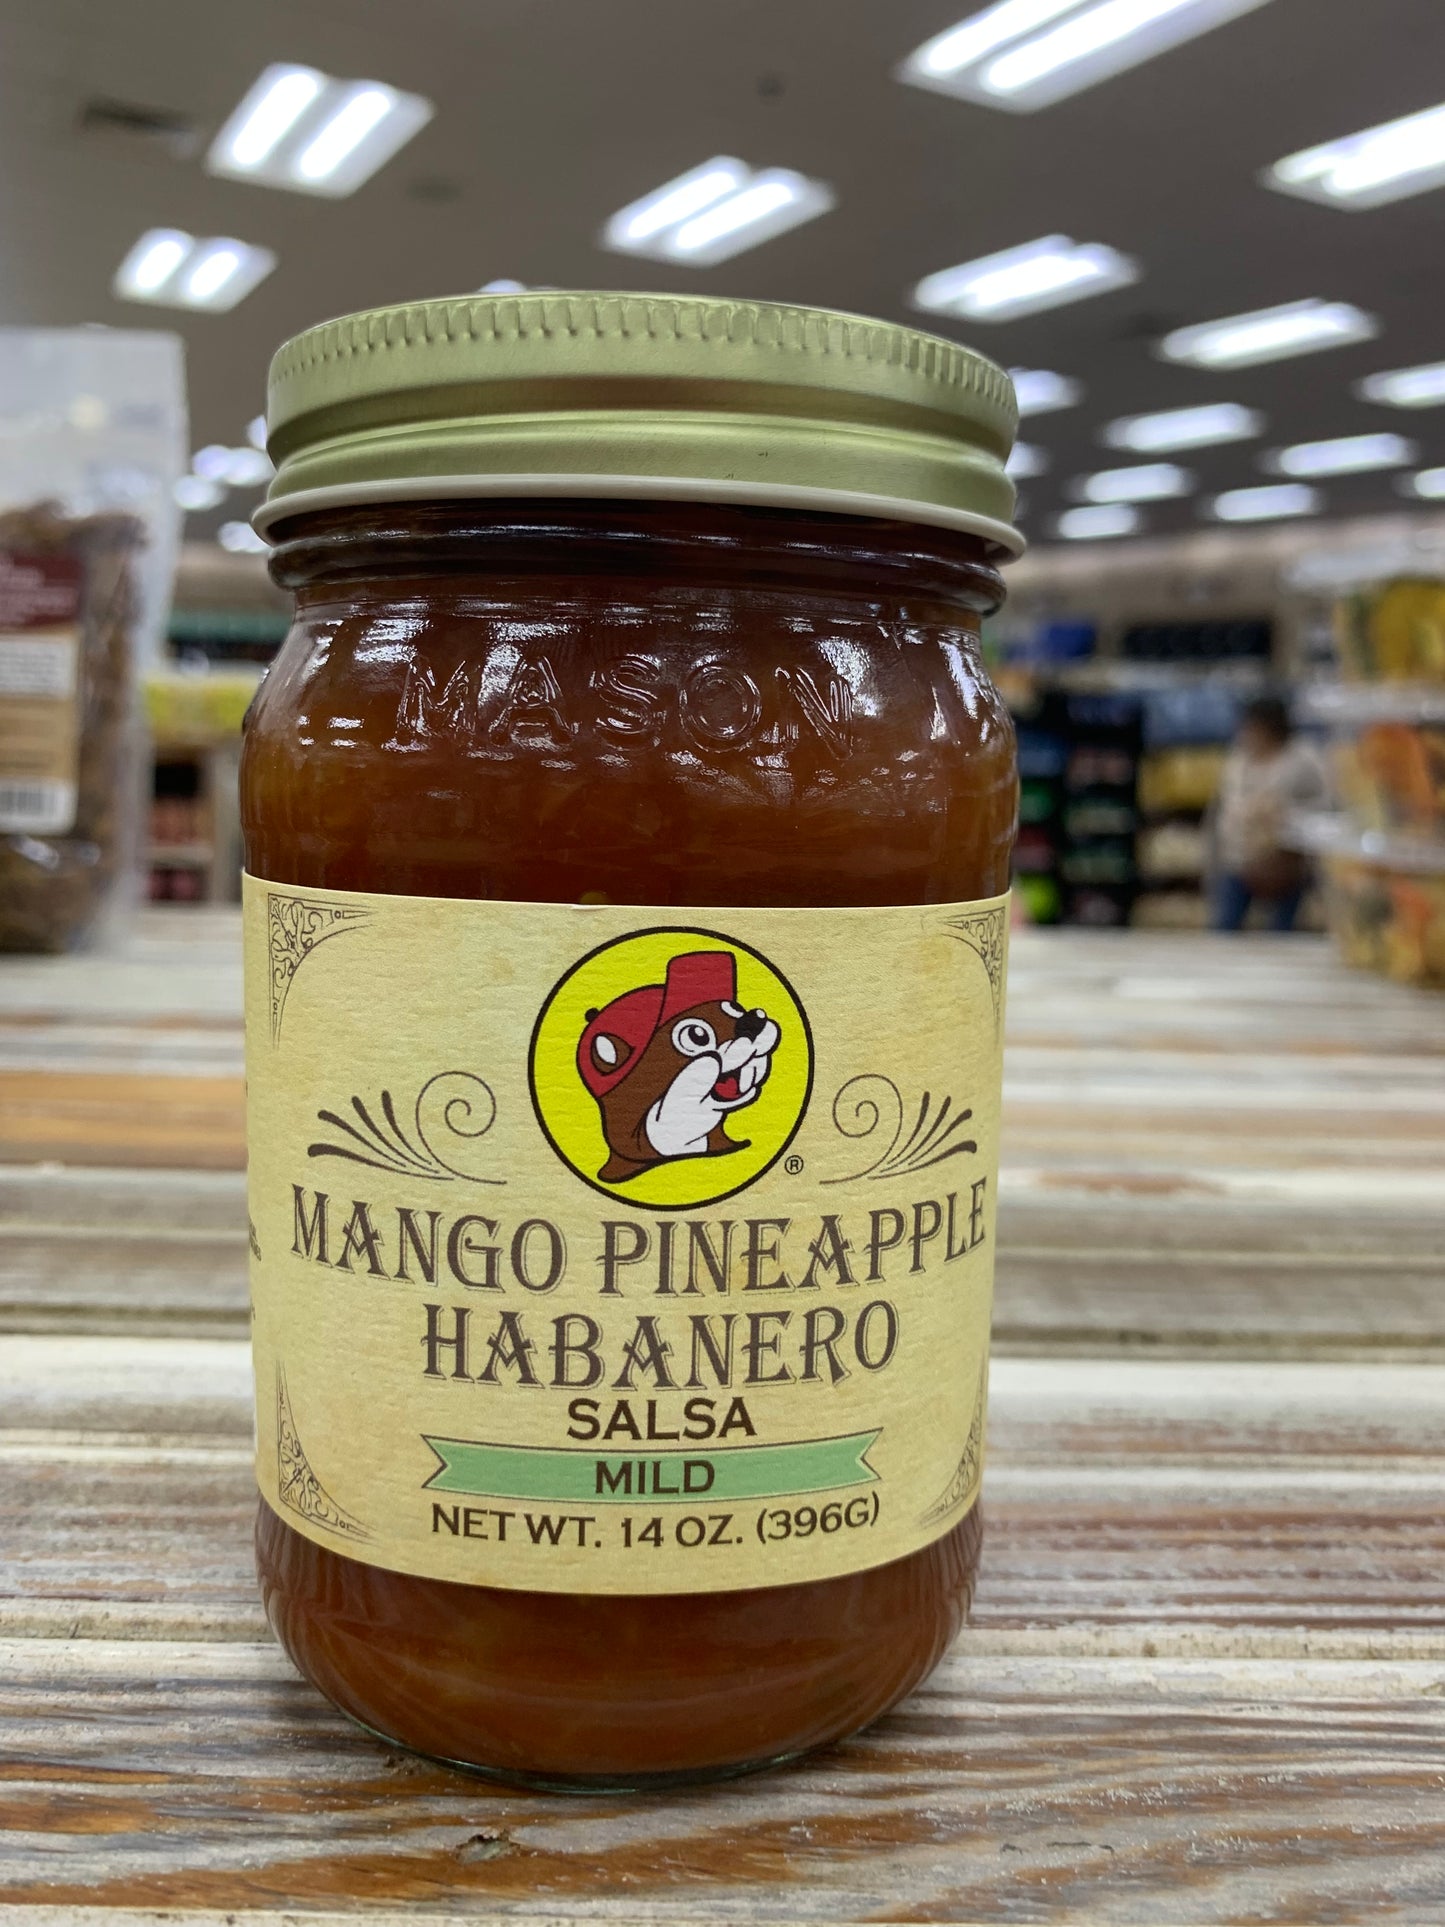 MASON
®
MANGO PINEAPPLE
HABANERO
SALSA
MILD
NET WT. 14 OZ. (396G)